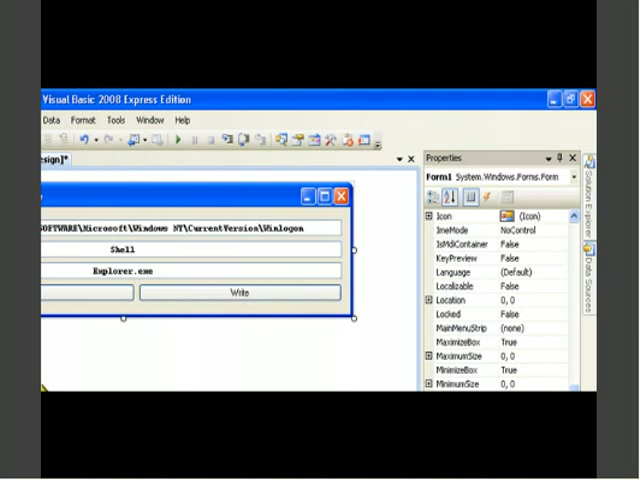 Visual Basic 2008 Express Edition
Data Format Tools Window Help
esign]*
Properties
Form1 System.Windows.Forms.Form
Icon (Icon)
ImeMode NoControl
IsMdiContainer False
KeyPreview False
Language (Default)
Localizable False
Location 0, 0
Locked False
MainMenuStrip (none)
MaximizeBox True
MaximumSize 0, 0
MinimizeBox True
MinimumSize 0, 0
SOFTWARE\Microsoft\Windows NT\CurrentVersion\Winlogon
Shell
Explorer.exe
Write
Solution Explorer
Data Sources